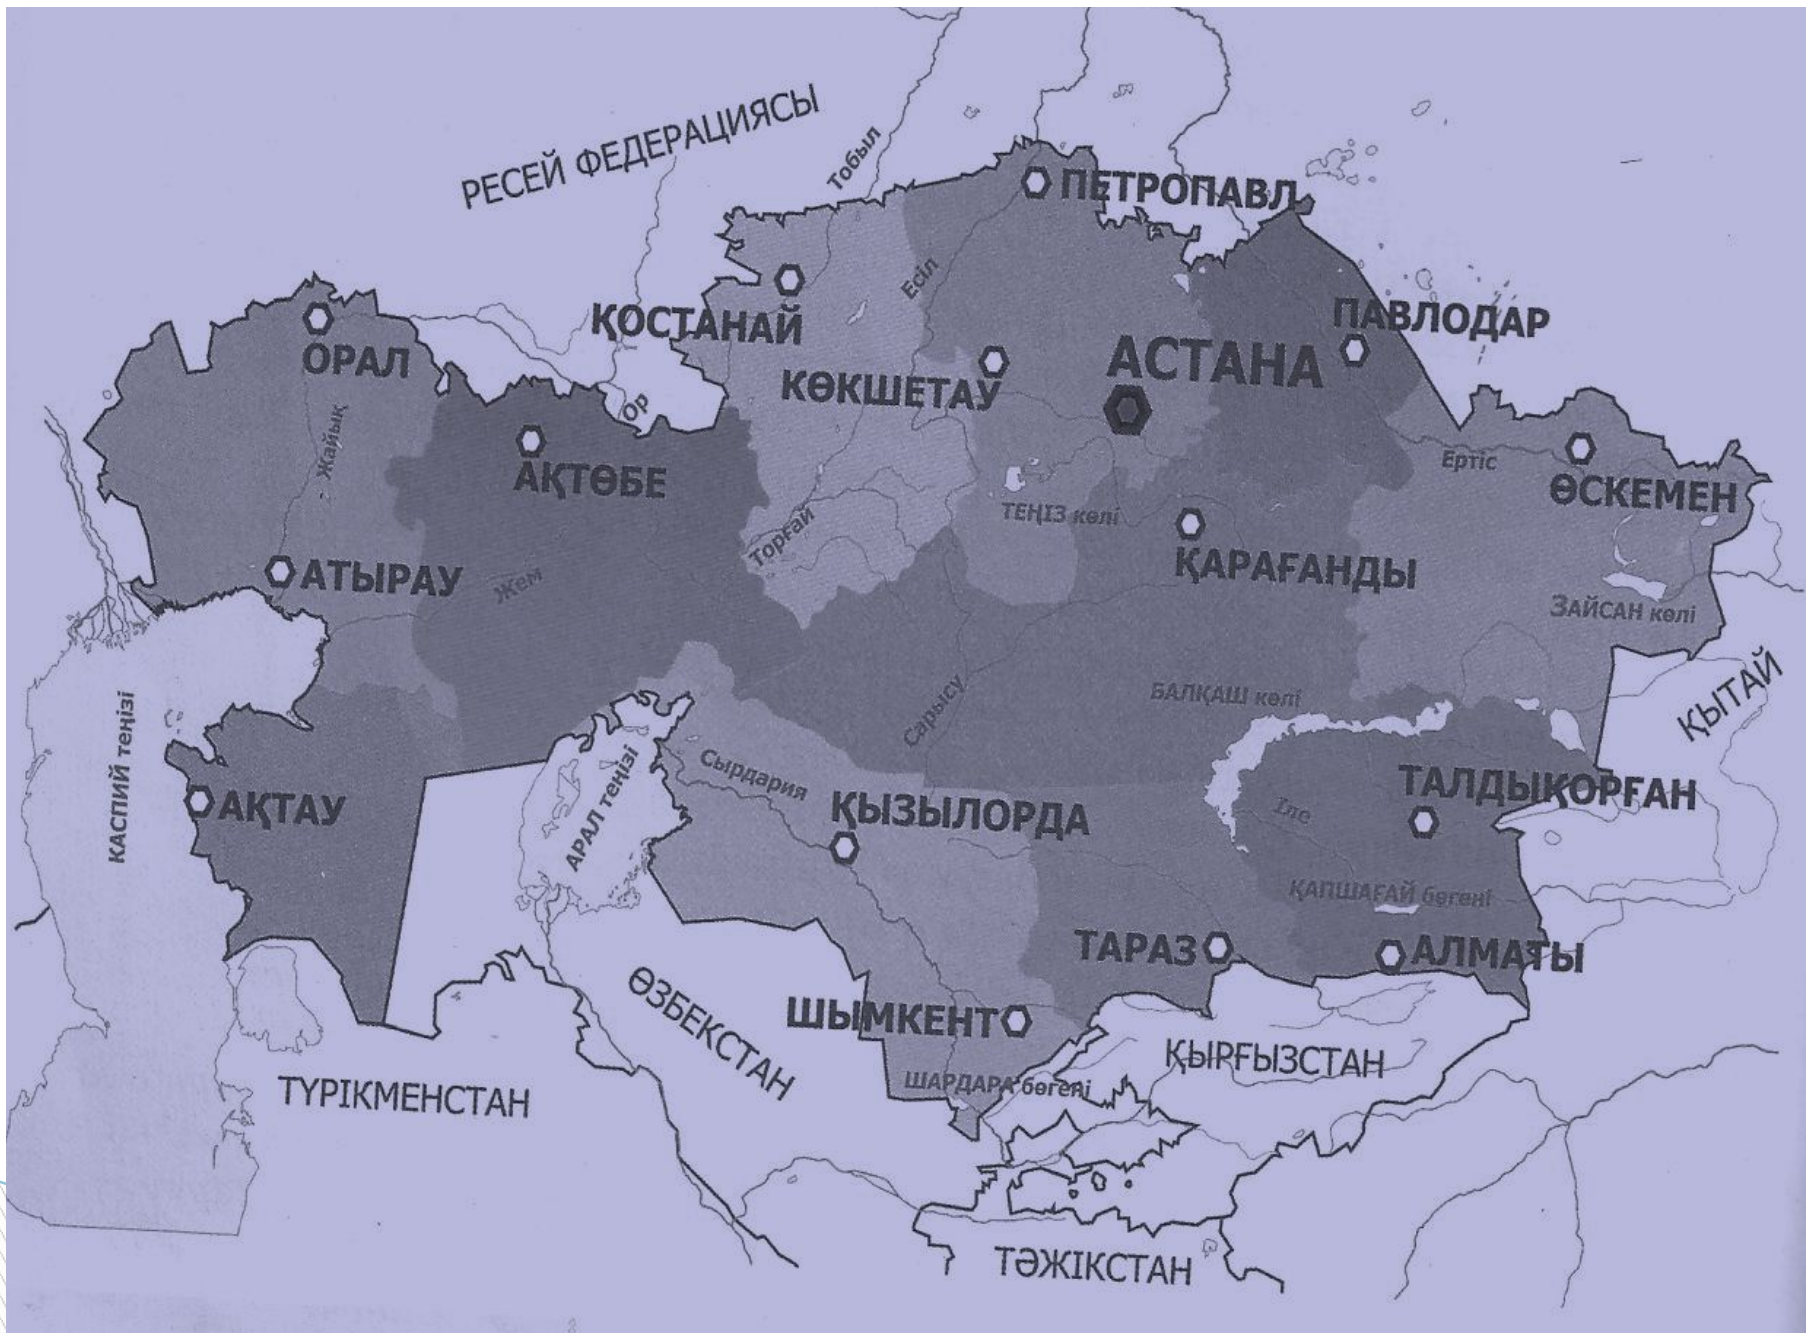 РЕСЕЙ ФЕДЕРАЦИЯСЫ
Тобыл
ПЕТРОПАВЛ
Есіл
ҚОСТАНАЙ
ПАВЛОДАР
ОРАЛ
КӨКШЕТАУ
АСТАНА
Ор
Жайық
АҚТӨБЕ
Ертіс
ӨСКЕМЕН
ТЕҢІЗ көлі
Торғай
ҚАРАҒАНДЫ
АТЫРАУ
Жем
ЗАЙСАН көлі
КАСПИЙ теңізі
Сарысу
БАЛҚАШ көлі
ҚЫТАЙ
АРАЛ теңізі
Сырдария
АҚТАУ
ҚЫЗЫЛОРДА
Іле
ТАЛДЫҚОРҒАН
ҚАПШАҒАЙ бөгені
ТАРАЗ
АЛМАТЫ
ӨЗБЕКСТАН
ШЫМКЕНТ
ҚЫРҒЫЗСТАН
ШАРДАРА бөгені
ТҮРІКМЕНСТАН
ТӘЖІКСТАН